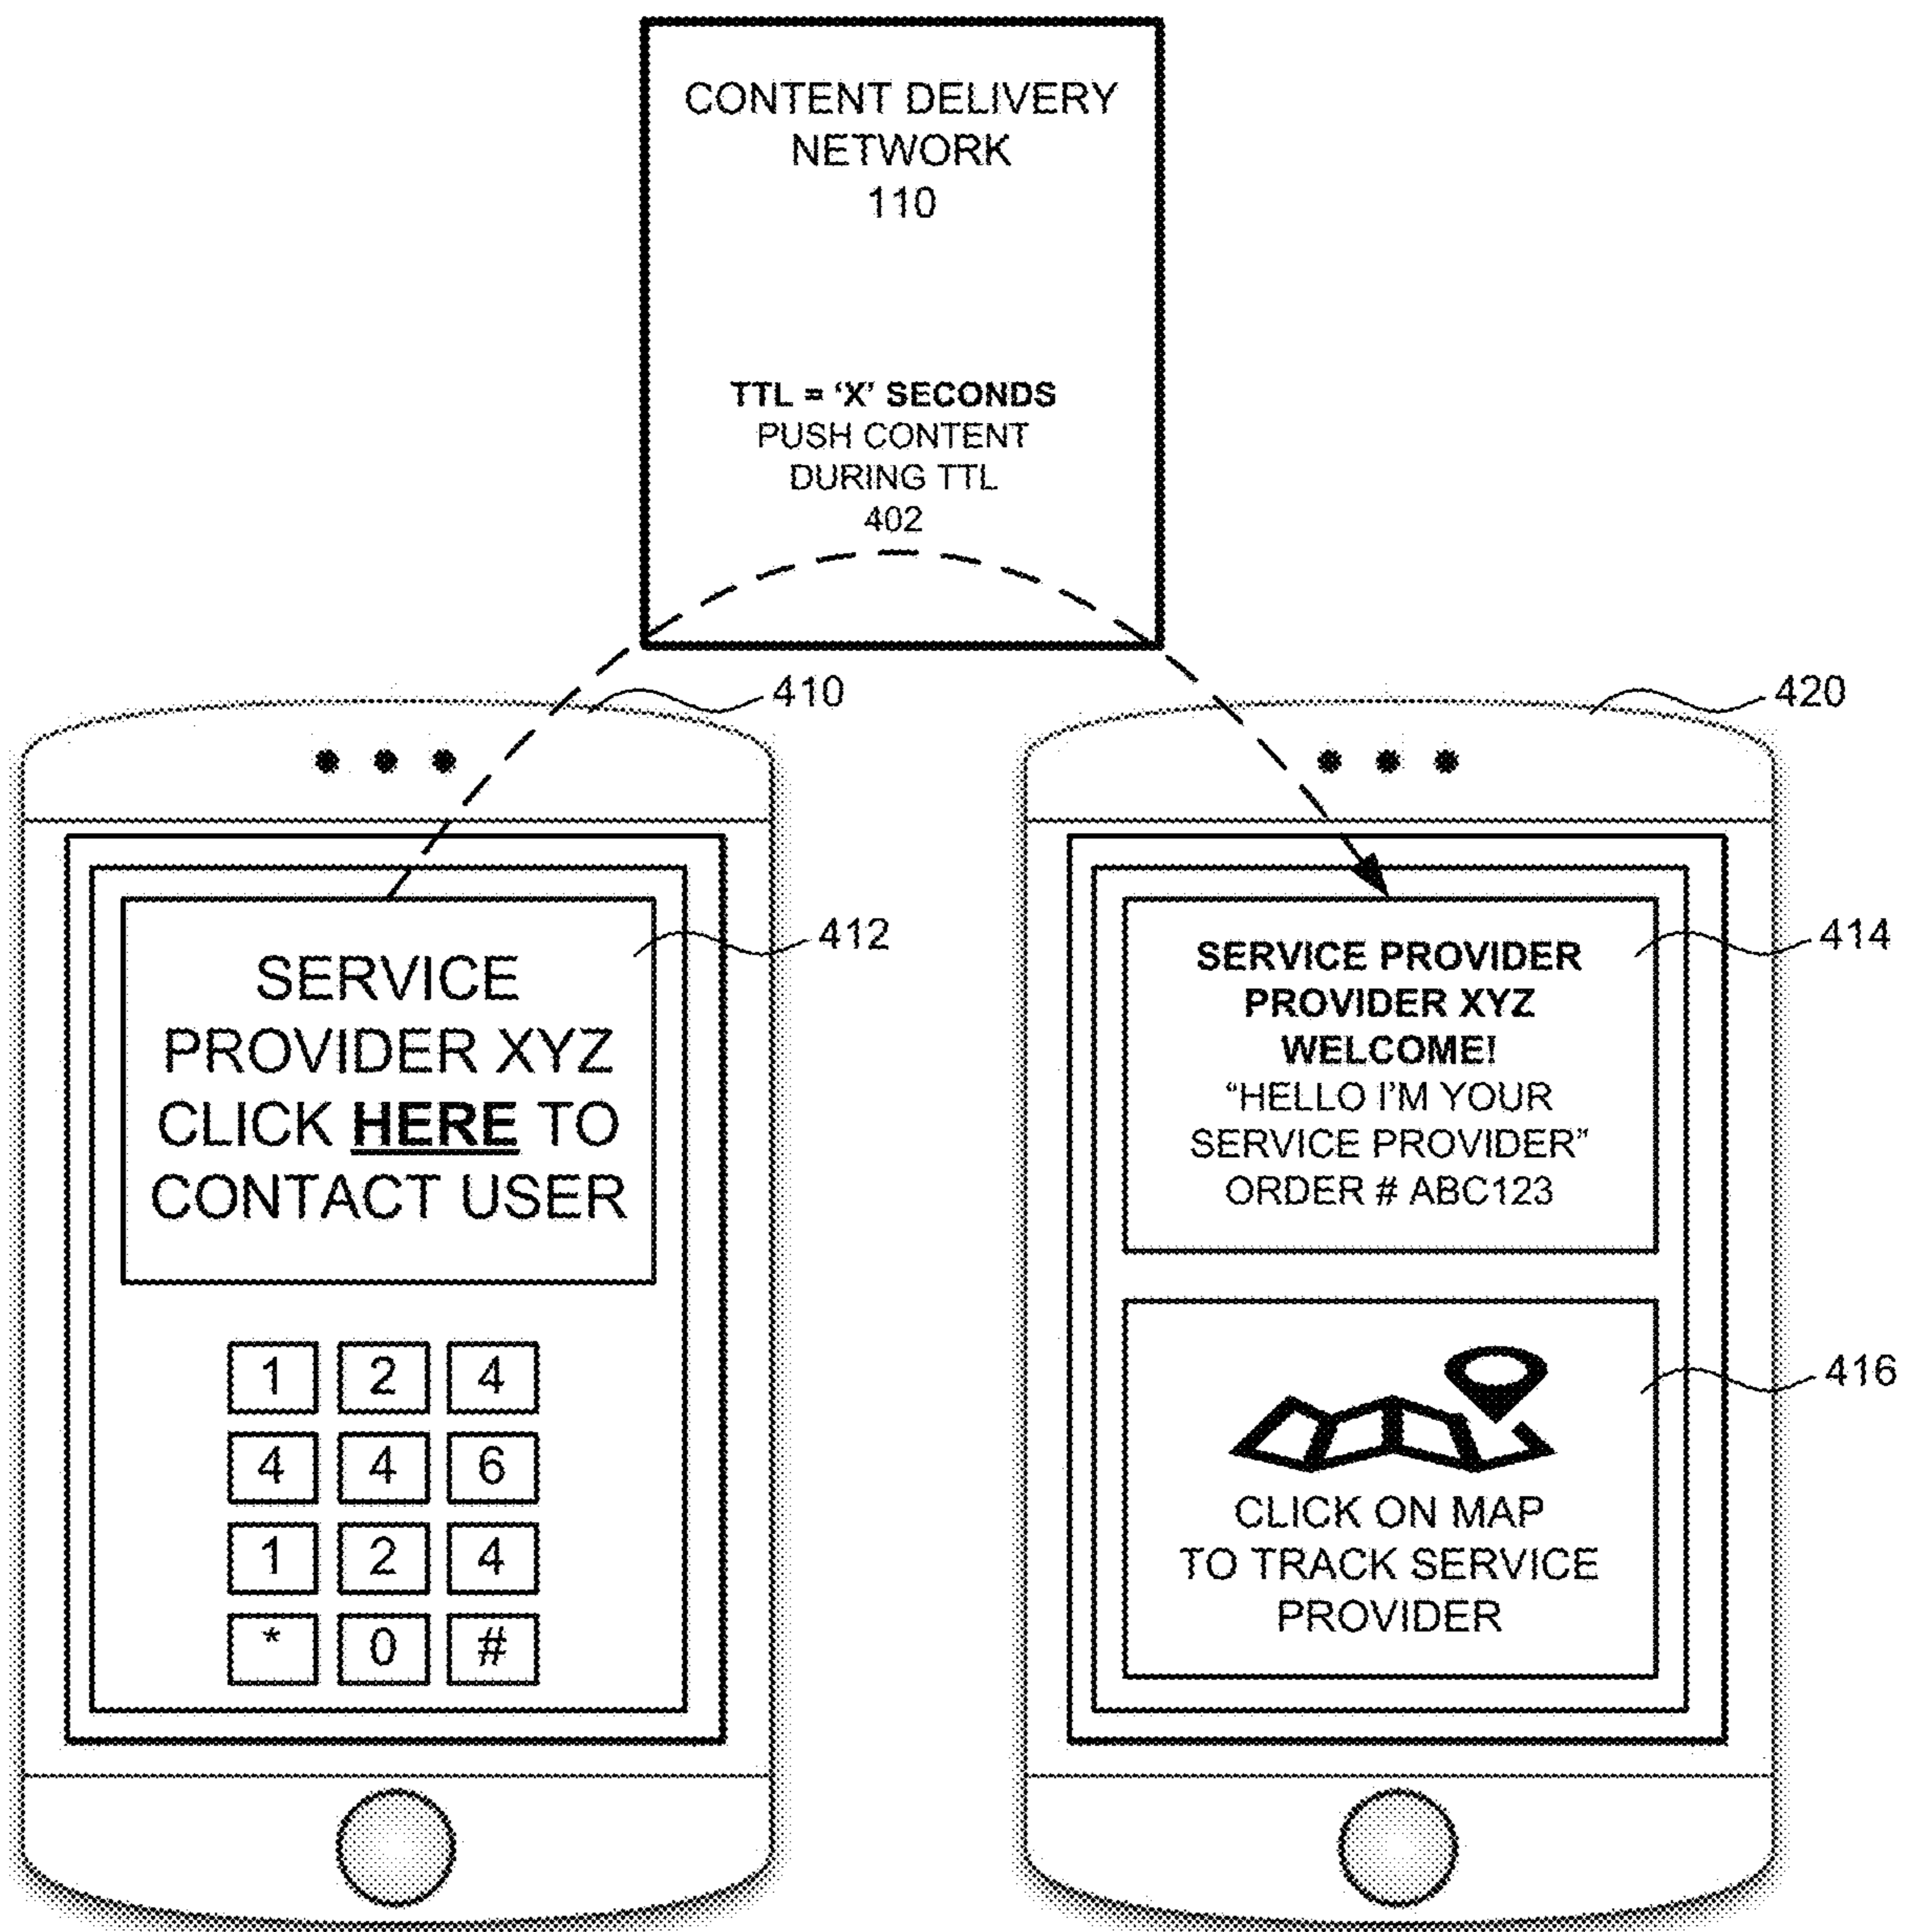 CONTENT DELIVERY
NETWORK
110
TTL = ‘X’ SECONDS
PUSH CONTENT
DURING TTL
402
410
SERVICE
PROVIDER XYZ
CLICK HERE TO
CONTACT USER
412
1 2 4
4 4 6
1 2 4
* 0 #
420
SERVICE PROVIDER
PROVIDER XYZ
WELCOME!
“HELLO I’M YOUR
SERVICE PROVIDER”
ORDER # ABC123
414
CLICK ON MAP
TO TRACK SERVICE
PROVIDER
416